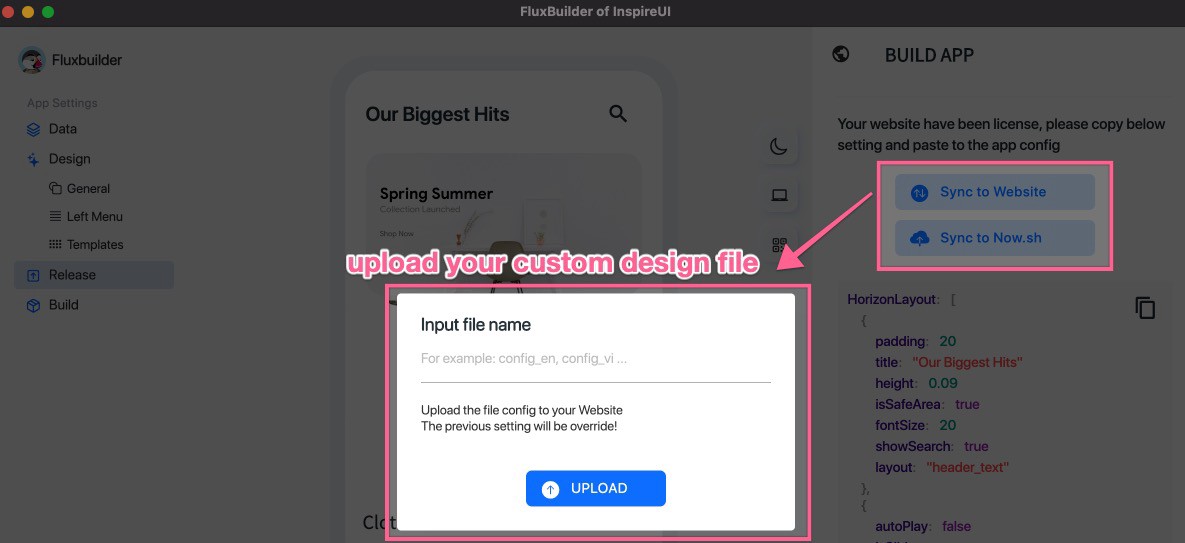 FluxBuilder of InspireUI
Fluxbuilder
App Settings
Data
Design
General
Left Menu
Templates
Release
Build
Our Biggest Hits
Spring Summer
Collection Launched
Shop Now
upload your custom design file
Input file name
For example: config_en, config_vi ...
Upload the file config to your Website
The previous setting will be override!
UPLOAD
BUILD APP
Your website have been license, please copy below
setting and paste to the app config
Sync to Website
Sync to Now.sh
HorizonLayout: [
{
padding: 20
title: "Our Biggest Hits"
height: 0.09
isSafeArea: true
fontSize: 20
showSearch: true
layout: "header_text"
},
{
autoPlay: false